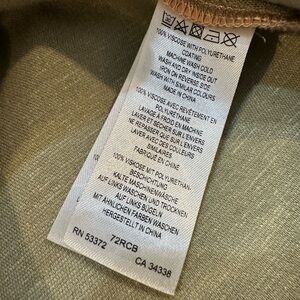 100% VISCOSE WITH POLYURETHANE
COATING
MACHINE WASH COLD
WASH AND DRY INSIDE OUT
IRON ON REVERSE SIDE
WASH WITH SIMILAR COLOURS
MADE IN CHINA
100% VISCOSE AVEC REVÊTEMENT EN
POLYURETHANE
LAVAGE À FROID EN MACHINE
LAVER ET SÉCHER SUR L'ENVERS
NE REPASSER QUE SUR L'ENVERS
LAVER AVEC DES COULEURS
SIMILAIRES
FABRIQUÉ EN CHINE
100% VISKOSE MIT POLYURETHAN-
BESCHICHTUNG
KALTE MASCHINENWÄSCHE
AUF LINKS WASCHEN UND TROCKNEN
AUF LINKS BÜGELN
MIT ÄHNLICHEN FARBEN WASCHEN
HERGESTELLT IN CHINA
72RCB
RN 53372 CA 34338